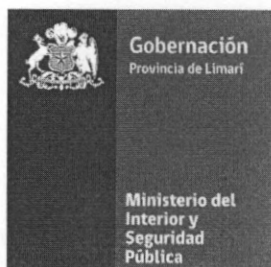 Gobernación
Provincia de Limarí
Ministerio del
Interior y
Seguridad
Pública